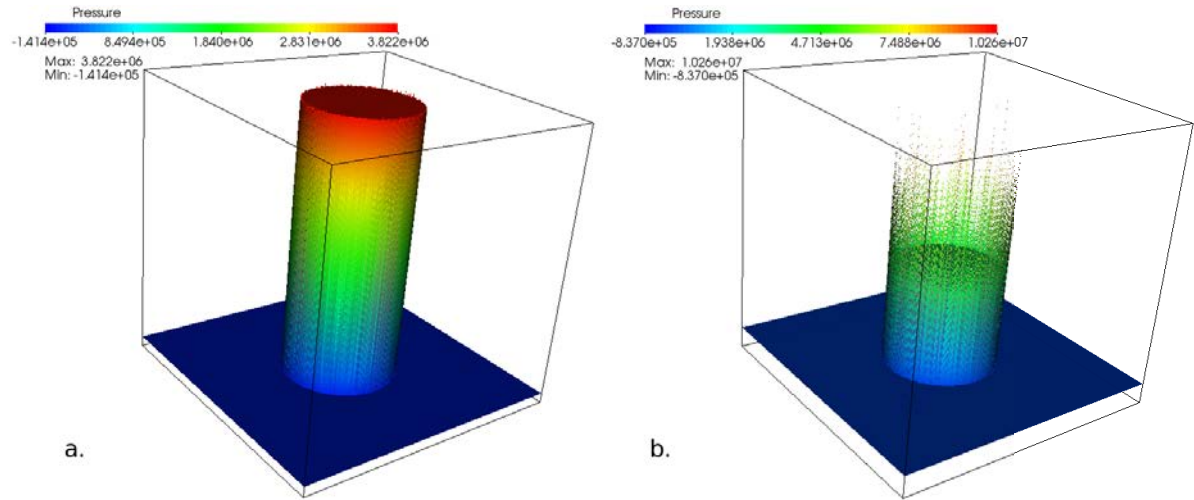 Pressure
-1.414e+05 8.494e+05 1.840e+06 2.831e+06 3.822e+06
Max: 3.822e+06
Min: -1.414e+05
a.
Pressure
-8.370e+05 1.938e+06 4.713e+06 7.488e+06 1.026e+07
Max: 1.026e+07
Min: -8.370e+05
b.